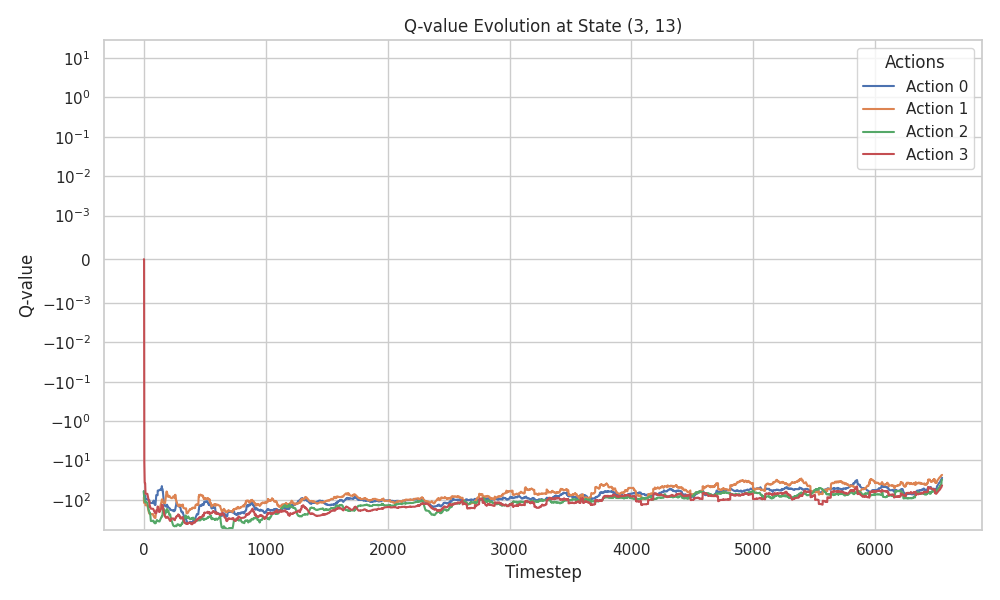 Q-value Evolution at State (3, 13)
Actions
Action 0
Action 1
Action 2
Action 3
Q-value
10¹
10⁰
10⁻¹
10⁻²
10⁻³
0
−10⁻³
−10⁻²
−10⁻¹
−10⁰
−10¹
−10²
0 1000 2000 3000 4000 5000 6000
Timestep